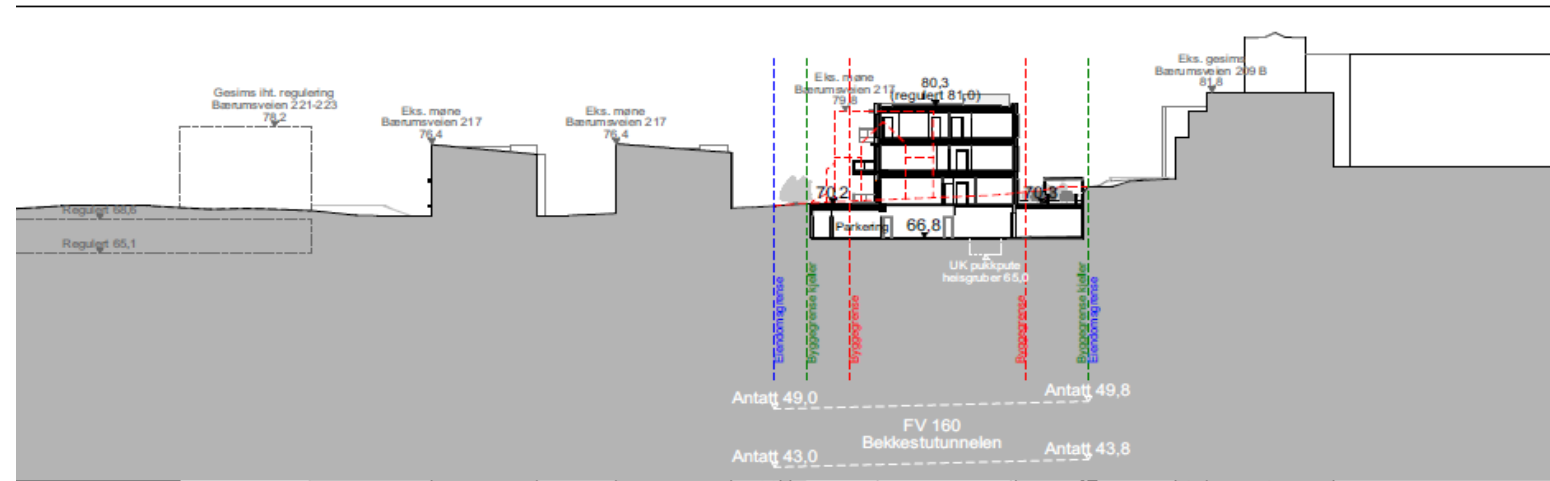 Gesims iht. regulering
Bærumsveien 221-223
78,2
Eks. møne
Bærumsveien 217
76,4
Eks. møne
Bærumsveien 217
76,4
Eks. møne
Bærumsveien 217
79,8
80,3
(regulert 81,0)
Eks. gesims
Bærumsveien 209 B
81,8
Regulert 68,6
Regulert 65,1
70,2
70,3
Parkering
66,8
UK pukkpute
heisgruber 65,0
Eiendomsgrense
Byggegrense kjeller
Byggegrense
Byggegrense
Byggegrense kjeller
Eiendomsgrense
Antatt 49,0
Antatt 49,8
FV 160
Bekkestutunnelen
Antatt 43,0
Antatt 43,8